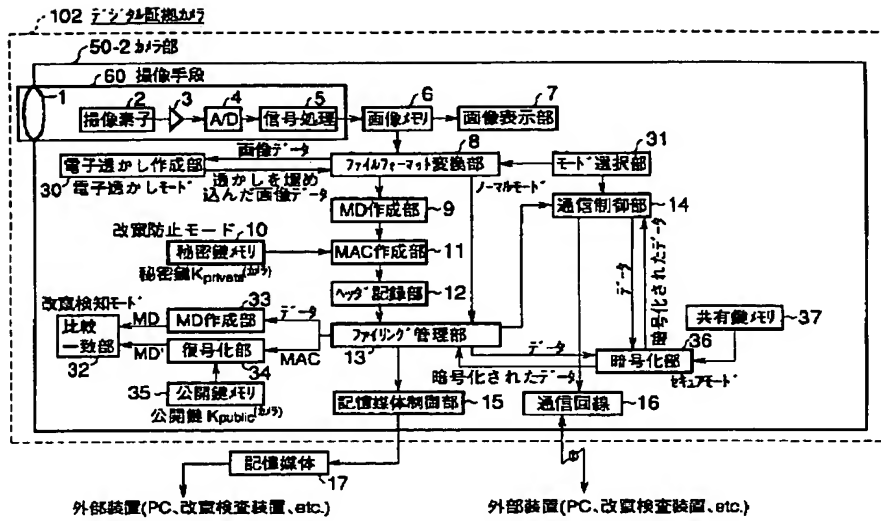 102 デジタル証拠カメラ
50-2 カメラ部
60 撮像手段
1
2
3
4
5
6
7
撮像素子
A/D
信号処理
画像メモリ
画像表示部
8
31
電子透かし作成部
画像データ
ファイルフォーマット変換部
モード選択部
30 電子透かしモード
透かしを埋め
込んだ画像データ
ノーマルモード
MD作成部
9
通信制御部
14
改竄防止モード
10
秘密鍵メモリ
MAC作成部
11
秘密鍵Kprivate(カメラ)
ヘッダ記録部
12
データ
暗号化されたデータ
改竄検知モード
33
MD
MD作成部
データ
共有鍵メモリ
37
比較
一致部
32
MD'
復号化部
34
MAC
ファイリング管理部
13
データ
36
暗号化部
暗号化されたデータ
セキュアモード
35
公開鍵メモリ
公開鍵Kpublic(カメラ)
記憶媒体制御部
15
通信回線
16
記憶媒体
17
外部装置(PC、改竄検査装置、etc.)
外部装置(PC、改竄検査装置、etc.)